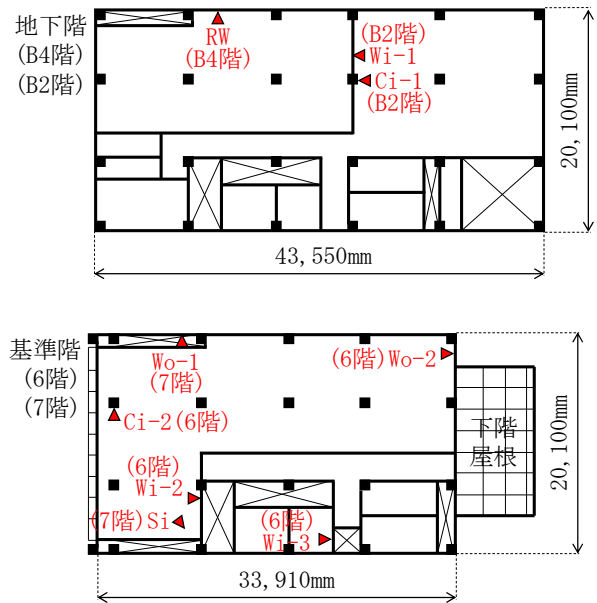 地下階
(B4階)
(B2階)
RW
(B4階)
(B2階)
Wi-1
Ci-1
(B2階)
20,100mm
43,550mm
基準階
(6階)
(7階)
Wo-1
(7階)
(6階)Wo-2
Ci-2(6階)
(6階)
Wi-2
(7階)Si
(6階)
Wi-3
下階
屋根
20,100mm
33,910mm